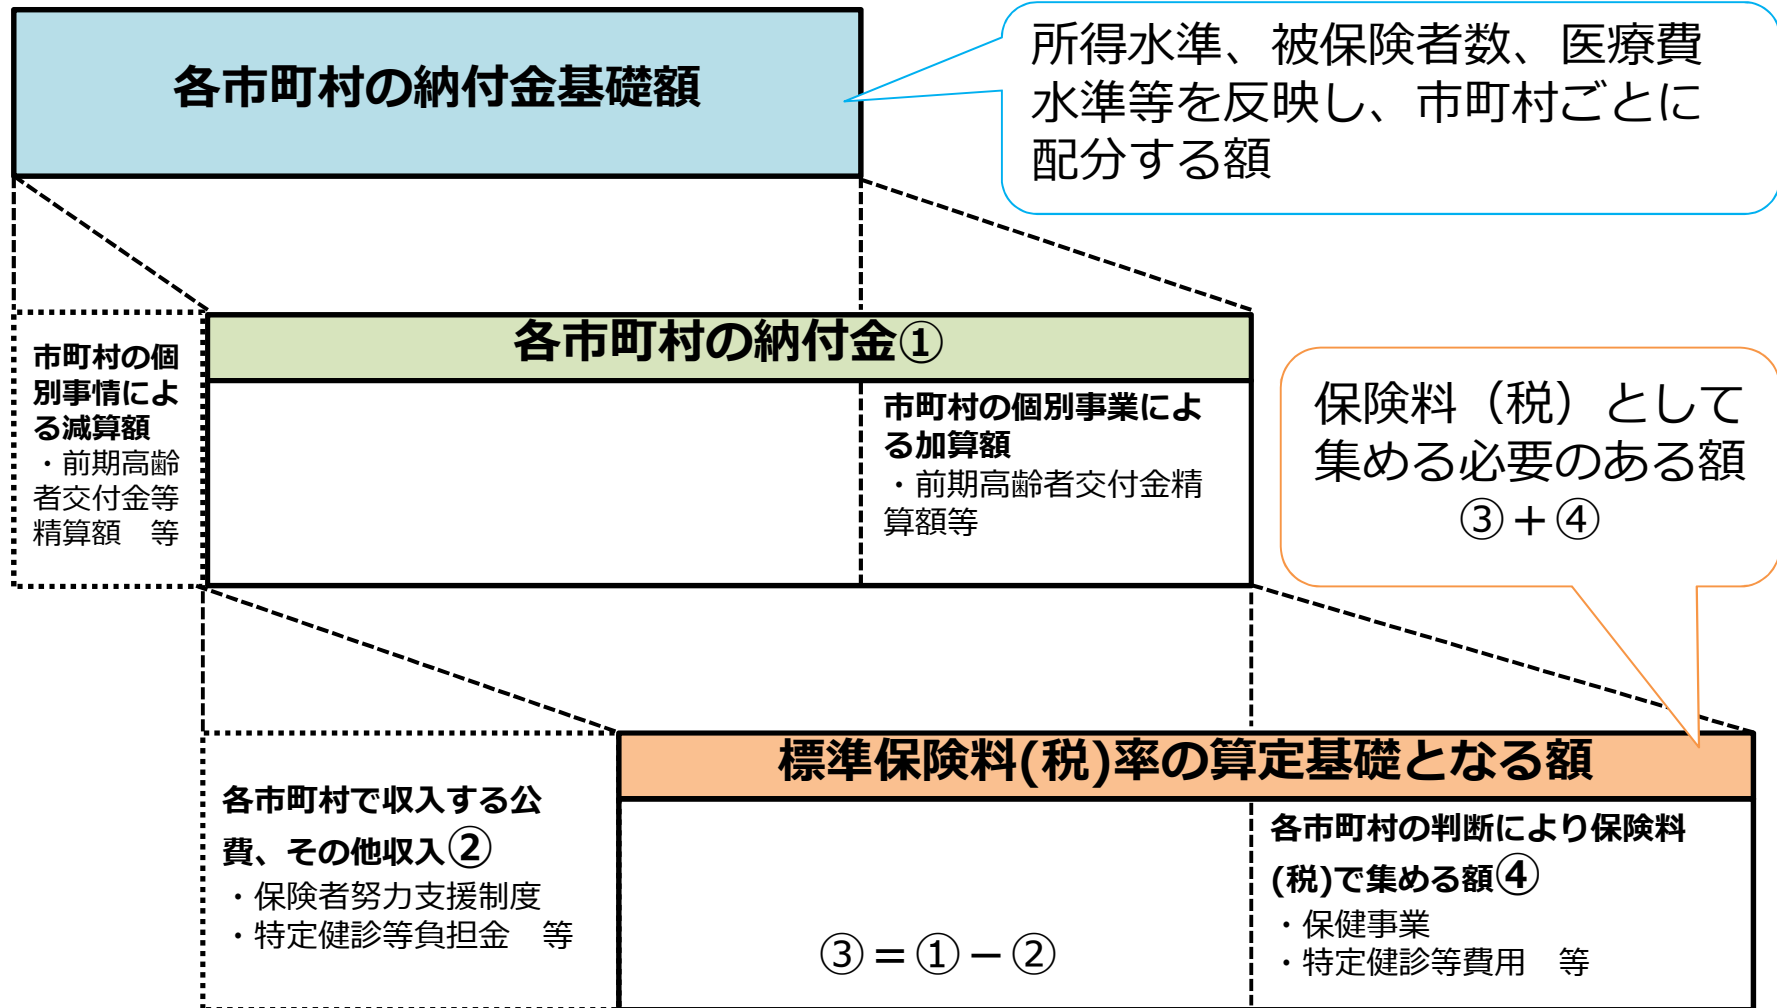 各市町村の納付金基礎額
所得水準、被保険者数、医療費
水準等を反映し、市町村ごとに
配分する額
市町村の個
別事情によ
る減算額
・前期高齢
者交付金等
精算額　等
各市町村の納付金①
市町村の個別事業によ
る加算額
・前期高齢者交付金精
算額等
保険料（税）として
集める必要のある額
③＋④
各市町村で収入する公
費、その他収入②
・保険者努力支援制度
・特定健診等負担金　等
標準保険料(税)率の算定基礎となる額
③＝①－②
各市町村の判断により保険料
(税)で集める額④
・保健事業
・特定健診等費用　等